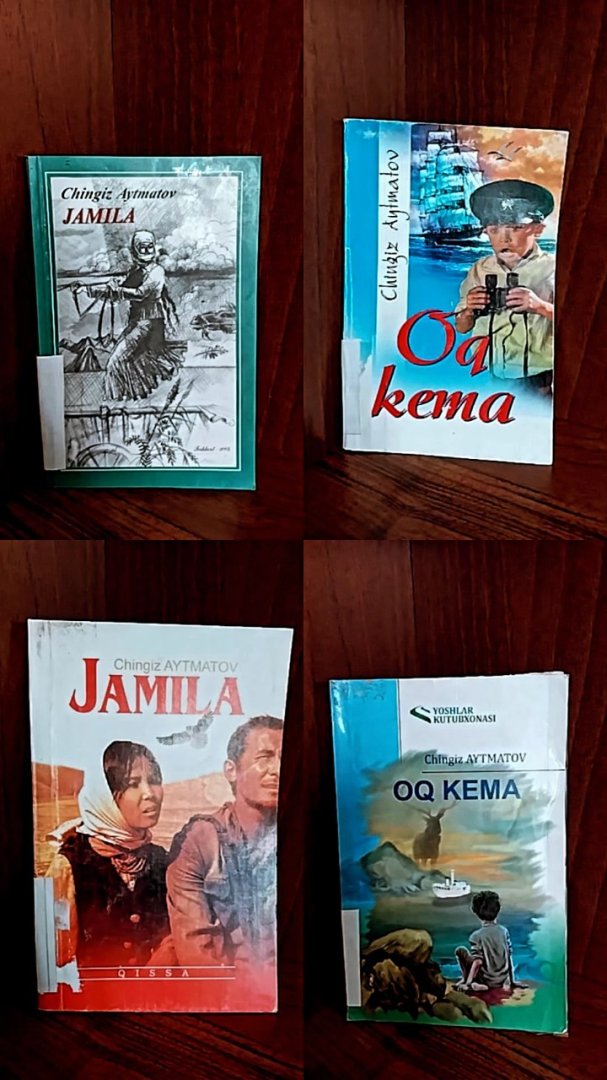 Chingiz Aytmatov
JAMILA
Chingiz Aytmatov
Oq
kema
Chingiz AYTMATOV
JAMILA
QISSA
YOSHLAR
KUTUBXONASI
Chingiz AYTMATOV
OQ KEMA